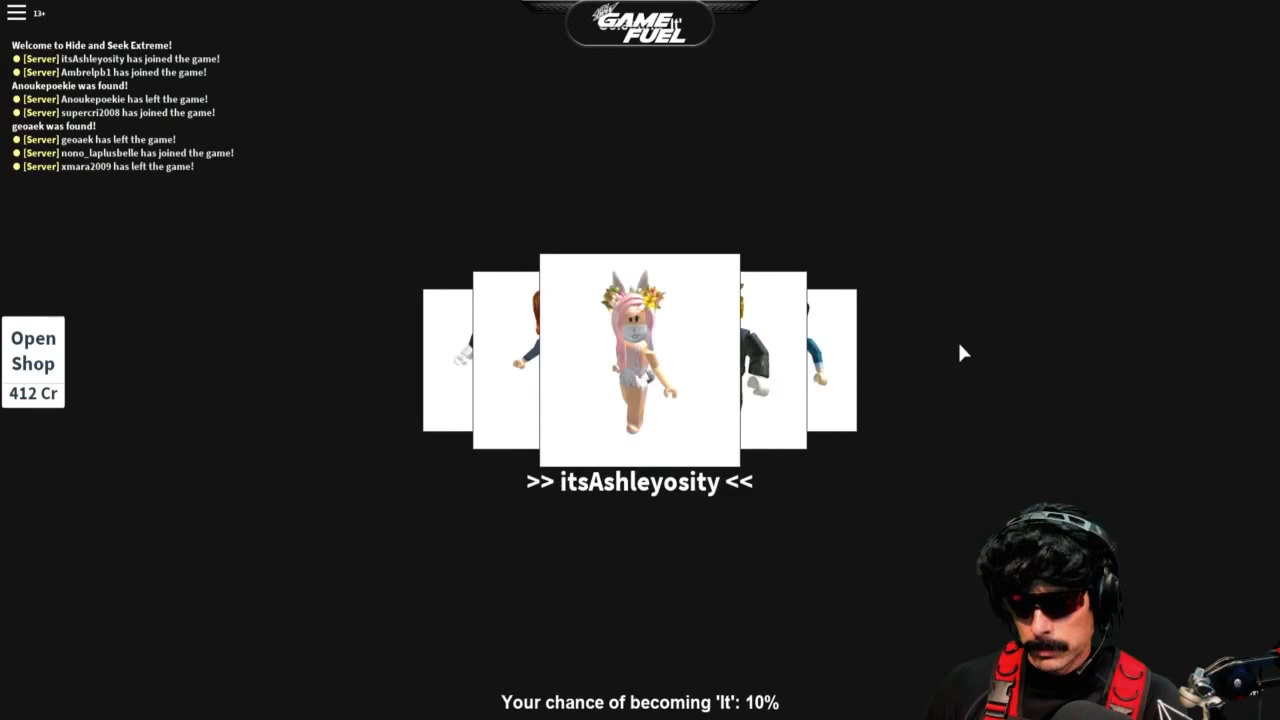 13+
GAME
FUEL
Welcome to Hide and Seek Extreme!
[Server] itsAshleyosity has joined the game!
[Server] Ambrelpb1 has joined the game!
Anoukepoekie was found!
[Server] Anoukepoekie has left the game!
[Server] supercri2008 has joined the game!
geoaek was found!
[Server] geoaek has left the game!
[Server] nono_laplusbelle has joined the game!
[Server] xmara2009 has left the game!
Open
Shop
412 Cr
>> itsAshleyosity <<
Your chance of becoming 'It': 10%